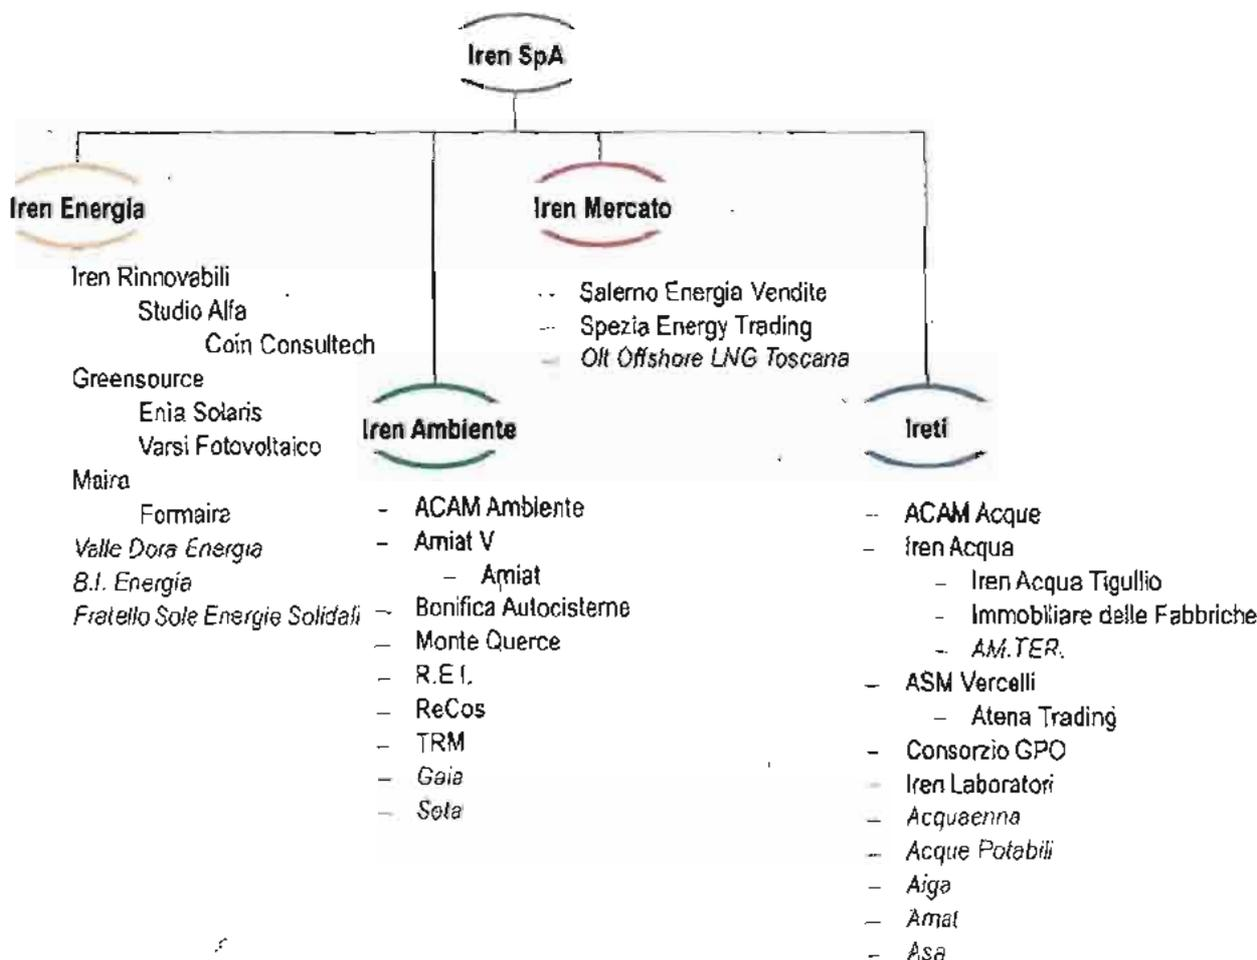 Iren SpA
Iren Energia
Iren Rinnovabili
Studio Alfa
Coin Consultech
Greensource
Enìa Solaris
Varsi Fotovoltaico
Maira
Formaira
Valle Dora Energia
B.I. Energia
Fratello Sole Energie Solidali
Iren Ambiente
- ACAM Ambiente
- Amiat V
- Amiat
- Bonifica Autocisterne
- Monte Querce
- R.E.I.
- ReCos
- TRM
- Gaia
- Seta
Iren Mercato
- Salerno Energia Vendite
- Spezia Energy Trading
- Olt Offshore LNG Toscana
Ireti
- ACAM Acque
- Iren Acqua
- Iren Acqua Tigullio
- Immobiliare delle Fabbriche
- AM.TER.
- ASM Vercelli
- Atena Trading
- Consorzio GPO
- Iren Laboratori
- Acquaenna
- Acque Potabili
- Aiga
- Amat
- Asa